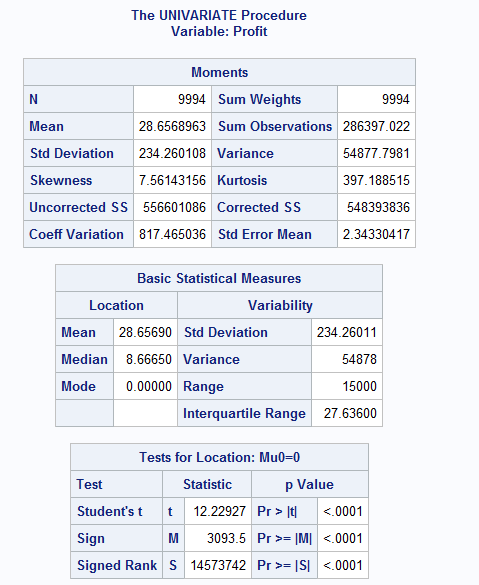 The UNIVARIATE Procedure
Variable: Profit
Moments
N 9994 Sum Weights 9994
Mean 28.6568963 Sum Observations 286397.022
Std Deviation 234.260108 Variance 54877.7981
Skewness 7.56143156 Kurtosis 397.188515
Uncorrected SS 556601086 Corrected SS 548393836
Coeff Variation 817.465036 Std Error Mean 2.34330417
Basic Statistical Measures
Location Variability
Mean 28.65690 Std Deviation 234.26011
Median 8.66650 Variance 54878
Mode 0.00000 Range 15000
Interquartile Range 27.63600
Tests for Location: Mu0=0
Test Statistic p Value
Student's t t 12.22927 Pr > |t| <.0001
Sign M 3093.5 Pr >= |M| <.0001
Signed Rank S 14573742 Pr >= |S| <.0001